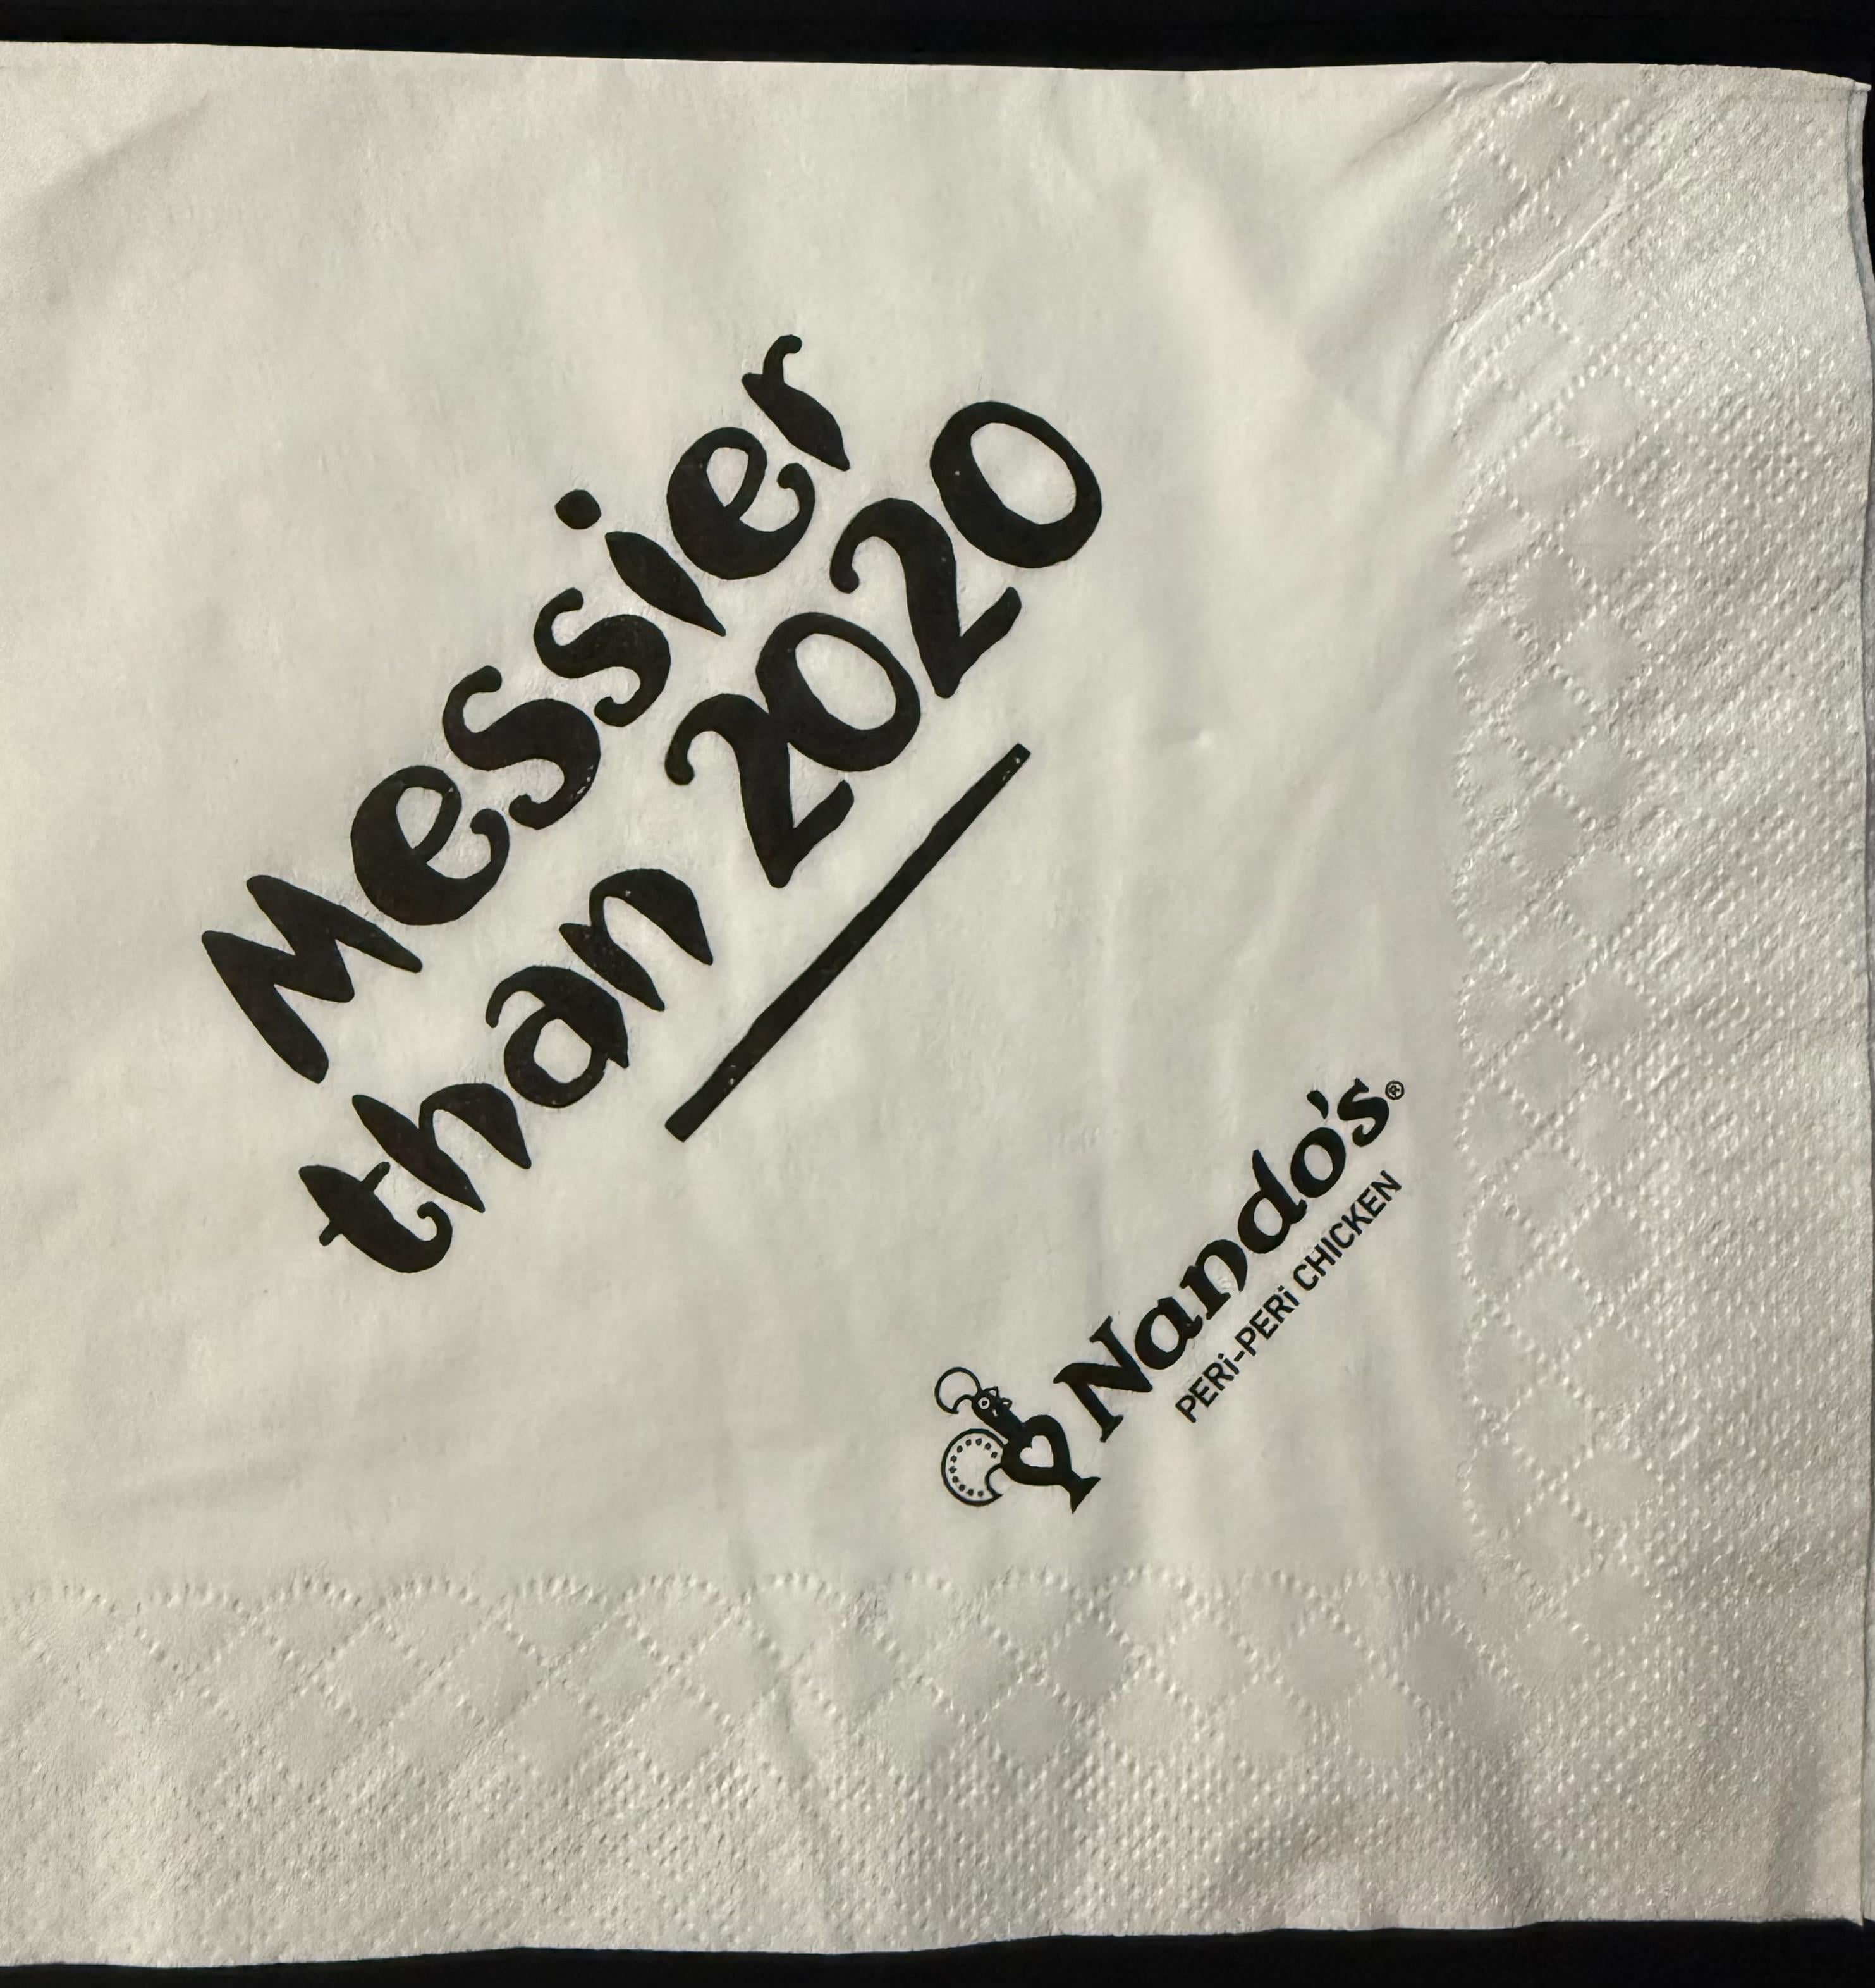 Messier
than 2020
Nando's®
PERi-PERi CHICKEN